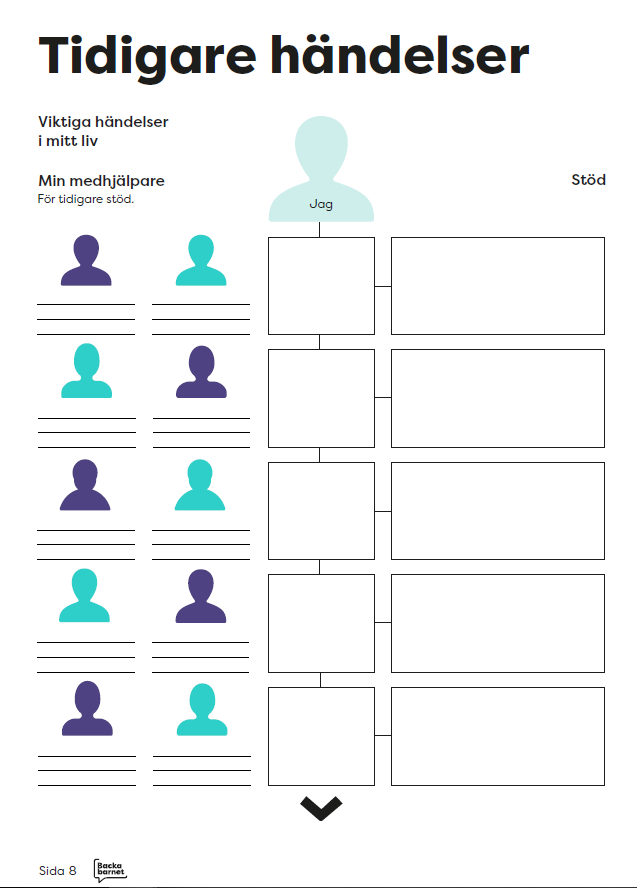 Tidigare händelser
Viktiga händelser
i mitt liv
Min medhjälpare
För tidigare stöd.
Stöd
Jag
Sida 8
Backa
barnet